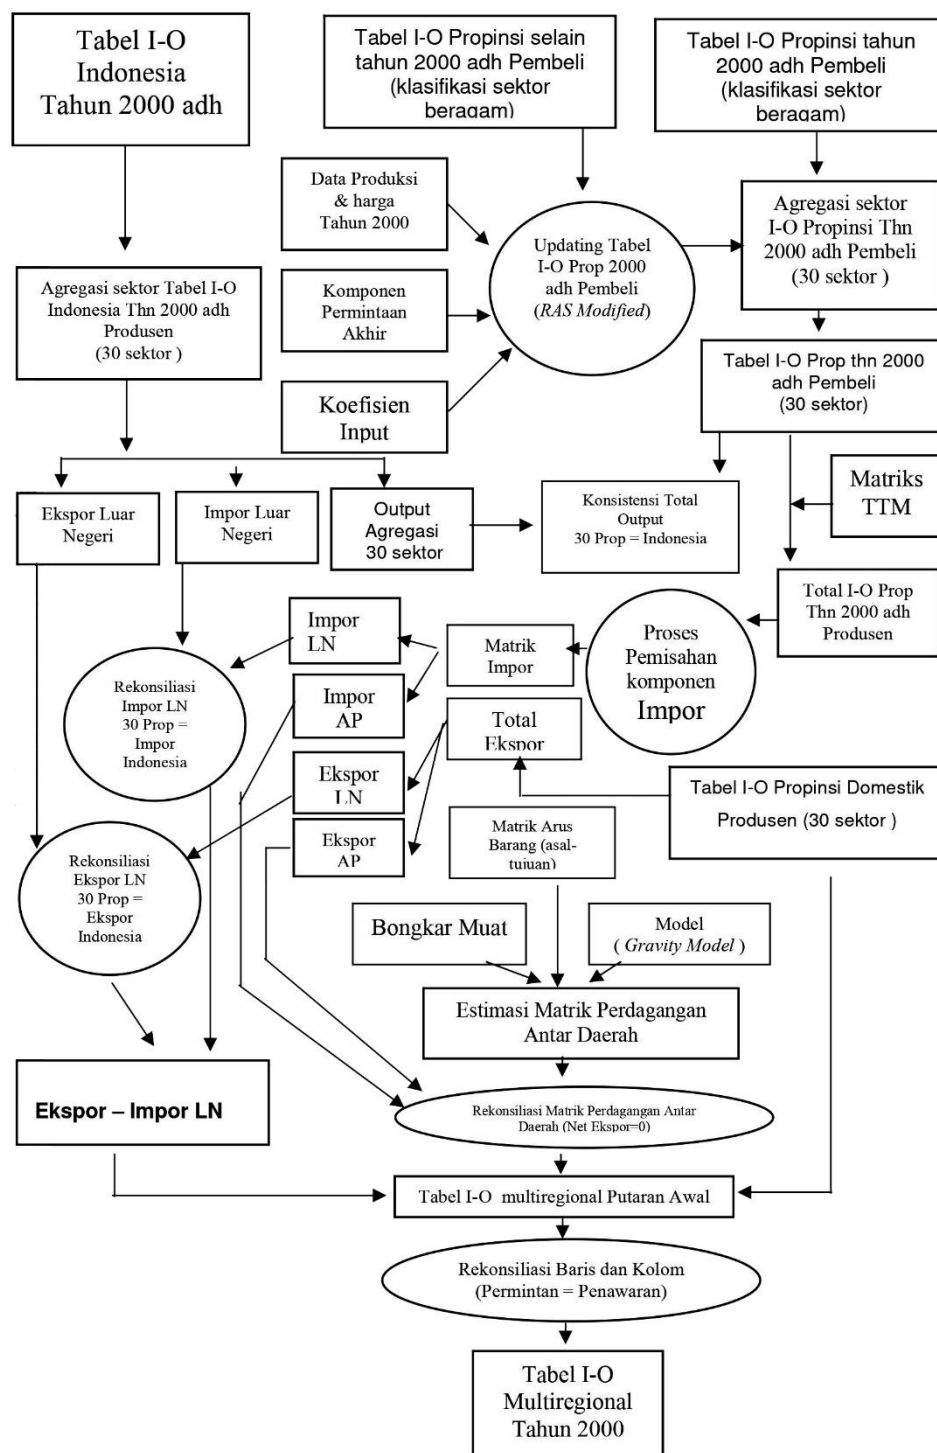 Tabel I-O
Indonesia
Tahun 2000 adh
Tabel I-O Propinsi selain
tahun 2000 adh Pembeli
(klasifikasi sektor
beragam)
Tabel I-O Propinsi tahun
2000 adh Pembeli
(klasifikasi sektor
beragam)
Data Produksi
& harga
Tahun 2000
Updating Tabel
I-O Prop 2000
adh Pembeli
(RAS Modified)
Agregasi sektor
I-O Propinsi Thn
2000 adh Pembeli
(30 sektor )
Agregasi sektor Tabel I-O
Indonesia Thn 2000 adh
Produsen
(30 sektor )
Komponen
Permintaan
Akhir
Koefisien
Input
Tabel I-O Prop thn 2000
adh Pembeli
(30 sektor)
Matriks
TTM
Ekspor Luar
Negeri
Impor Luar
Negeri
Output
Agregasi
30 sektor
Konsistensi Total
Output
30 Prop = Indonesia
Total I-O Prop
Thn 2000 adh
Produsen
Proses
Pemisahan
komponen
Impor
Matrik
Impor
Impor
LN
Impor
AP
Rekonsiliasi
Impor LN
30 Prop =
Impor
Indonesia
Total
Ekspor
Ekspor
LN
Ekspor
AP
Tabel I-O Propinsi Domestik
Produsen (30 sektor )
Matrik Arus
Barang (asal-
tujuan)
Rekonsiliasi
Ekspor LN
30 Prop =
Ekspor
Indonesia
Bongkar Muat
Model
( Gravity Model )
Estimasi Matrik Perdagangan
Antar Daerah
Ekspor – Impor LN
Rekonsiliasi Matrik Perdagangan Antar
Daerah (Net Ekspor=0)
Tabel I-O multiregional Putaran Awal
Rekonsiliasi Baris dan Kolom
(Permintan = Penawaran)
Tabel I-O
Multiregional
Tahun 2000